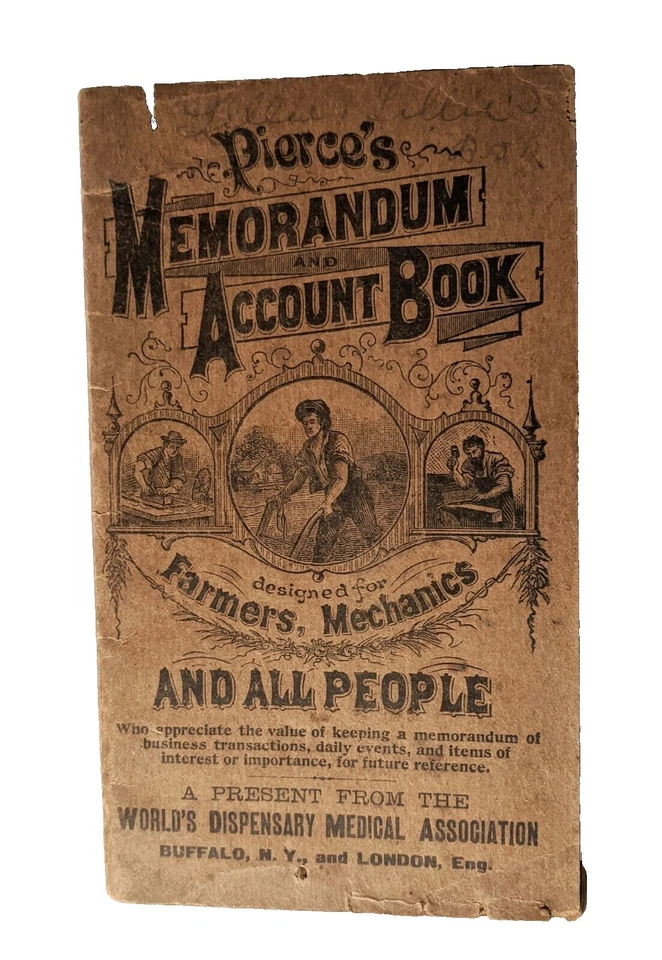 Pierce's
MEMORANDUM
AND
ACCOUNT BOOK
designed for
Farmers, Mechanics
AND ALL PEOPLE
Who appreciate the value of keeping a memorandum of
business transactions, daily events, and items of
interest or importance, for future reference.
A PRESENT FROM THE
WORLD'S DISPENSARY MEDICAL ASSOCIATION
BUFFALO, N. Y., and LONDON, Eng.